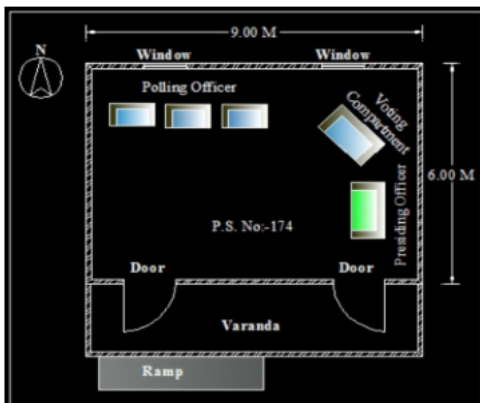 9.00 M
N
Window
Window
Polling Officer
Voting
Compartment
6.00 M
Presiding Officer
P.S. No:-174
Door
Door
Varanda
Ramp